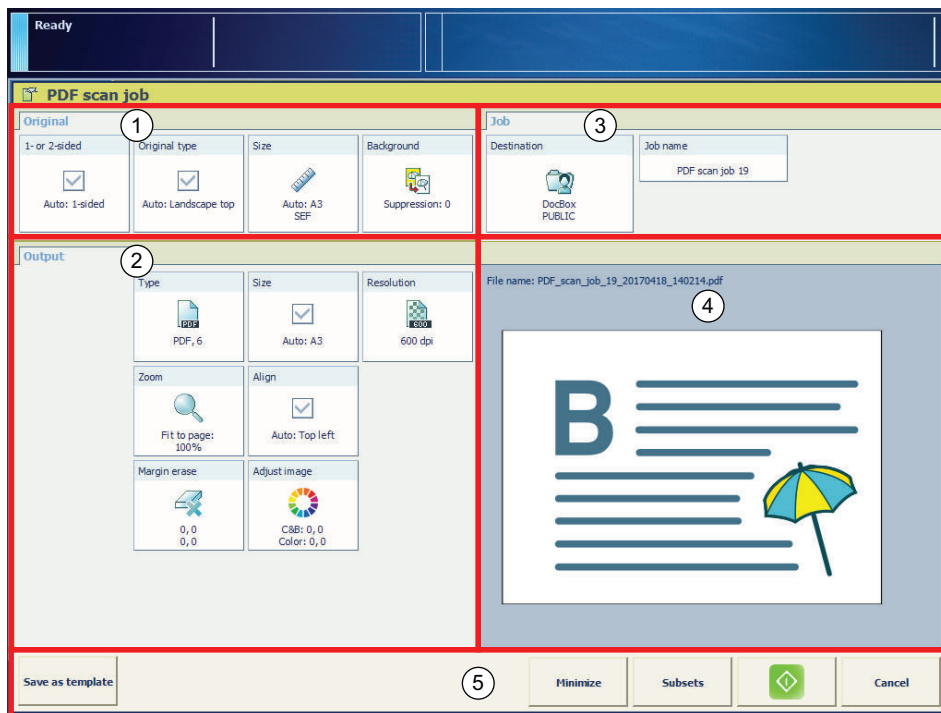 Ready
PDF scan job
Original
1
1- or 2-sided
Auto: 1-sided
Original type
Auto: Landscape top
Size
Auto: A3
SEF
Background
Suppression: 0
Job
3
Destination
DocBox
PUBLIC
Job name
PDF scan job 19
Output
2
Type
PDF
PDF, 6
Size
Auto: A3
Resolution
600
600 dpi
Zoom
Fit to page:
100%
Align
Auto: Top left
Margin erase
0, 0
0, 0
Adjust image
C&B: 0, 0
Color: 0, 0
File name: PDF_scan_job_19_20170418_140214.pdf
4
B
Save as template
5
Minimize
Subsets
Cancel